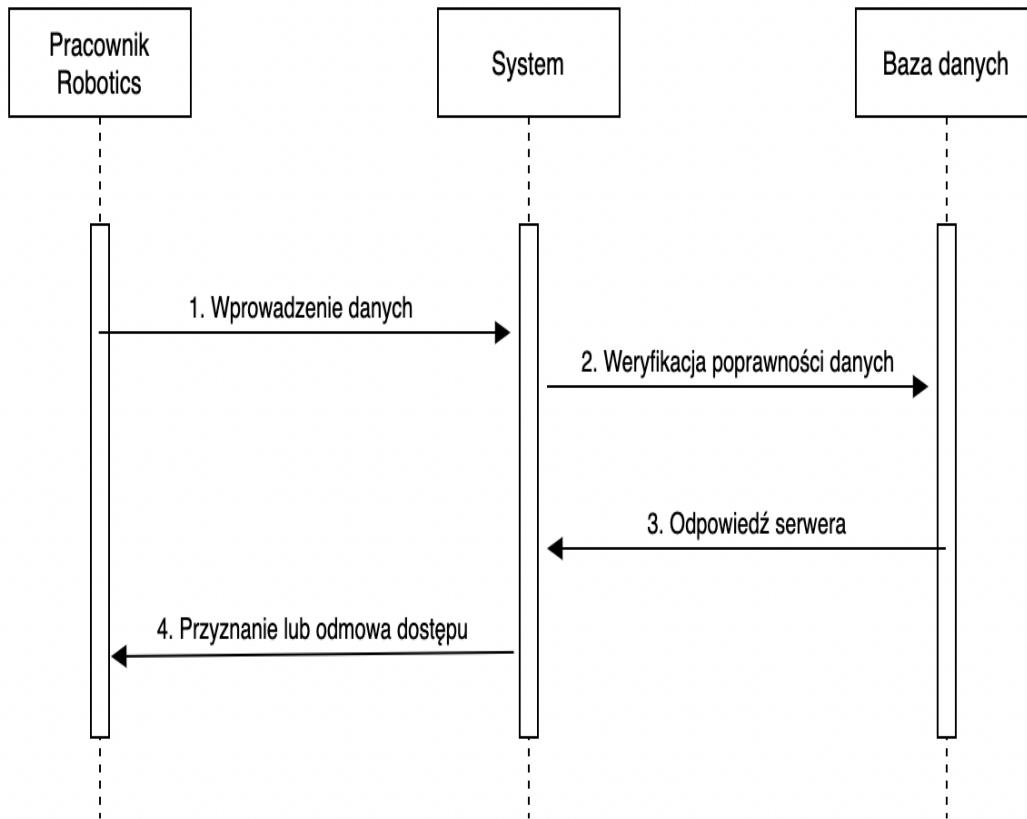 Pracownik
Robotics
System
Baza danych
1. Wprowadzenie danych
2. Weryfikacja poprawności danych
3. Odpowiedź serwera
4. Przyznanie lub odmowa dostępu